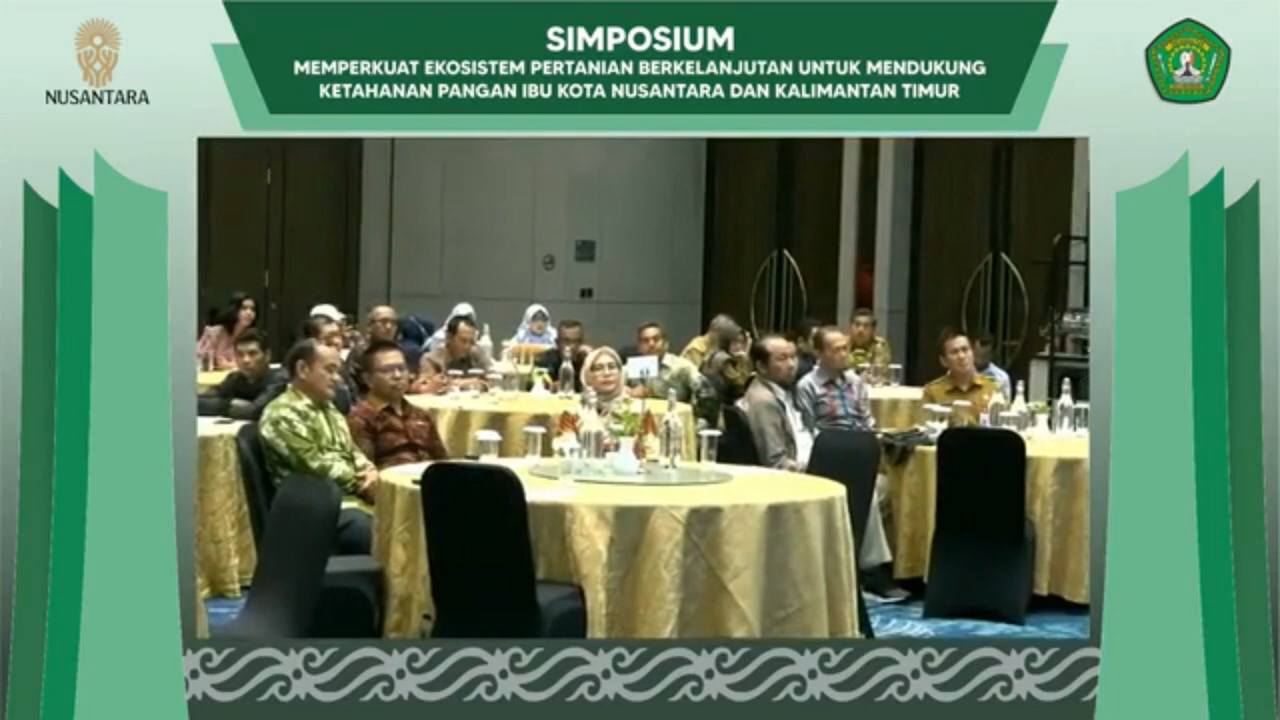 NUSANTARA
SIMPOSIUM
MEMPERKUAT EKOSISTEM PERTANIAN BERKELANJUTAN UNTUK MENDUKUNG
KETAHANAN PANGAN IBU KOTA NUSANTARA DAN KALIMANTAN TIMUR